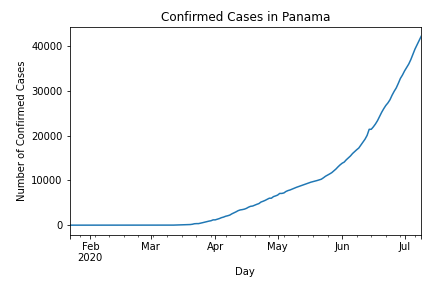 Confirmed Cases in Panama
Number of Confirmed Cases
40000
30000
20000
10000
0
Feb Mar Apr May Jun Jul
2020
Day